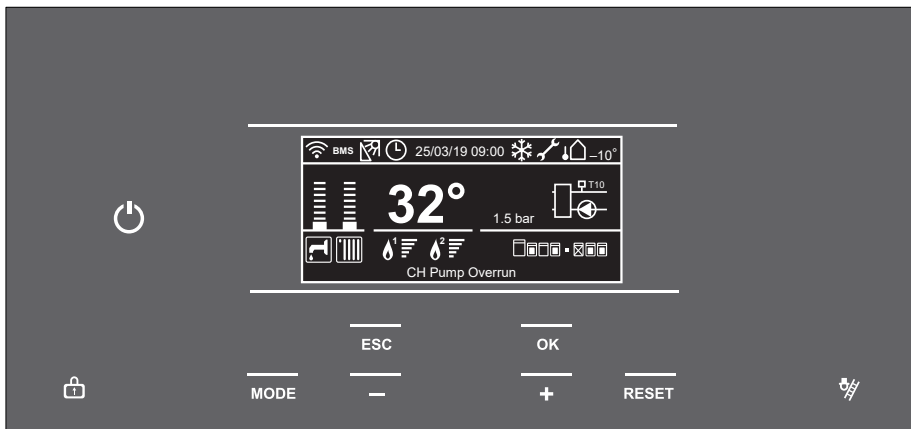 BMS 25/03/19 09:00 –10°
32° 1.5 bar T10
1 2
CH Pump Overrun
ESC OK
MODE – + RESET